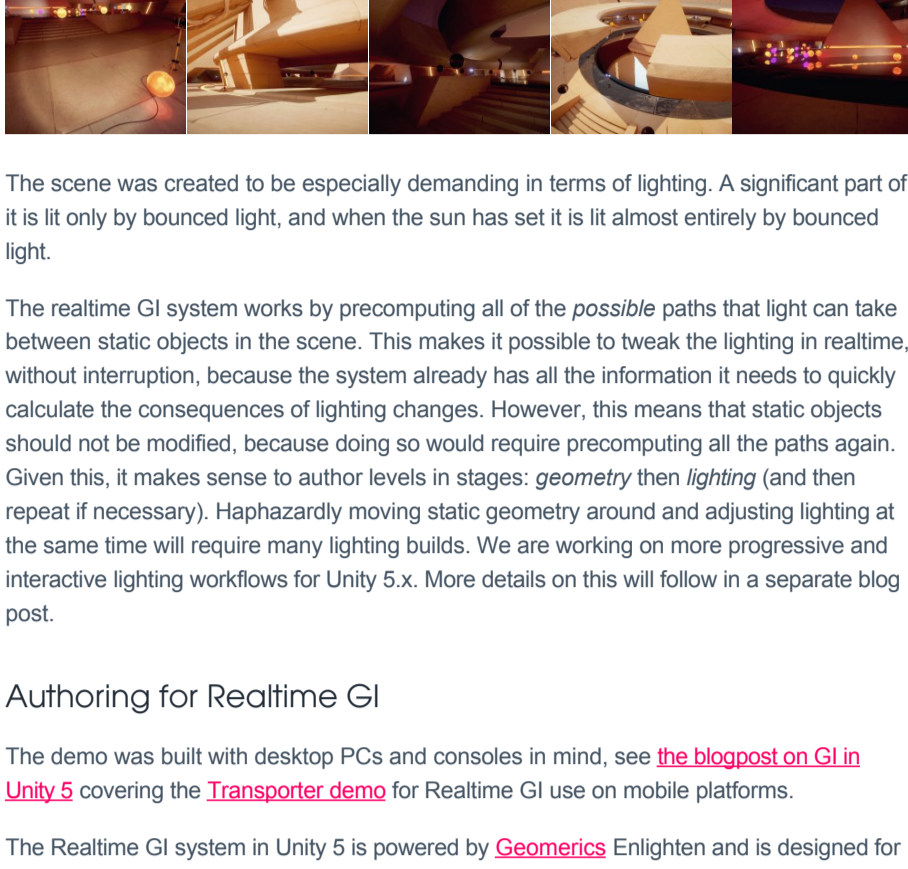 The scene was created to be especially demanding in terms of lighting. A significant part of
it is lit only by bounced light, and when the sun has set it is lit almost entirely by bounced
light.
The realtime GI system works by precomputing all of the possible paths that light can take
between static objects in the scene. This makes it possible to tweak the lighting in realtime,
without interruption, because the system already has all the information it needs to quickly
calculate the consequences of lighting changes. However, this means that static objects
should not be modified, because doing so would require precomputing all the paths again.
Given this, it makes sense to author levels in stages: geometry then lighting (and then
repeat if necessary). Haphazardly moving static geometry around and adjusting lighting at
the same time will require many lighting builds. We are working on more progressive and
interactive lighting workflows for Unity 5.x. More details on this will follow in a separate blog
post.
Authoring for Realtime GI
The demo was built with desktop PCs and consoles in mind, see the blogpost on GI in
Unity 5 covering the Transporter demo for Realtime GI use on mobile platforms.
The Realtime GI system in Unity 5 is powered by Geomerics Enlighten and is designed for